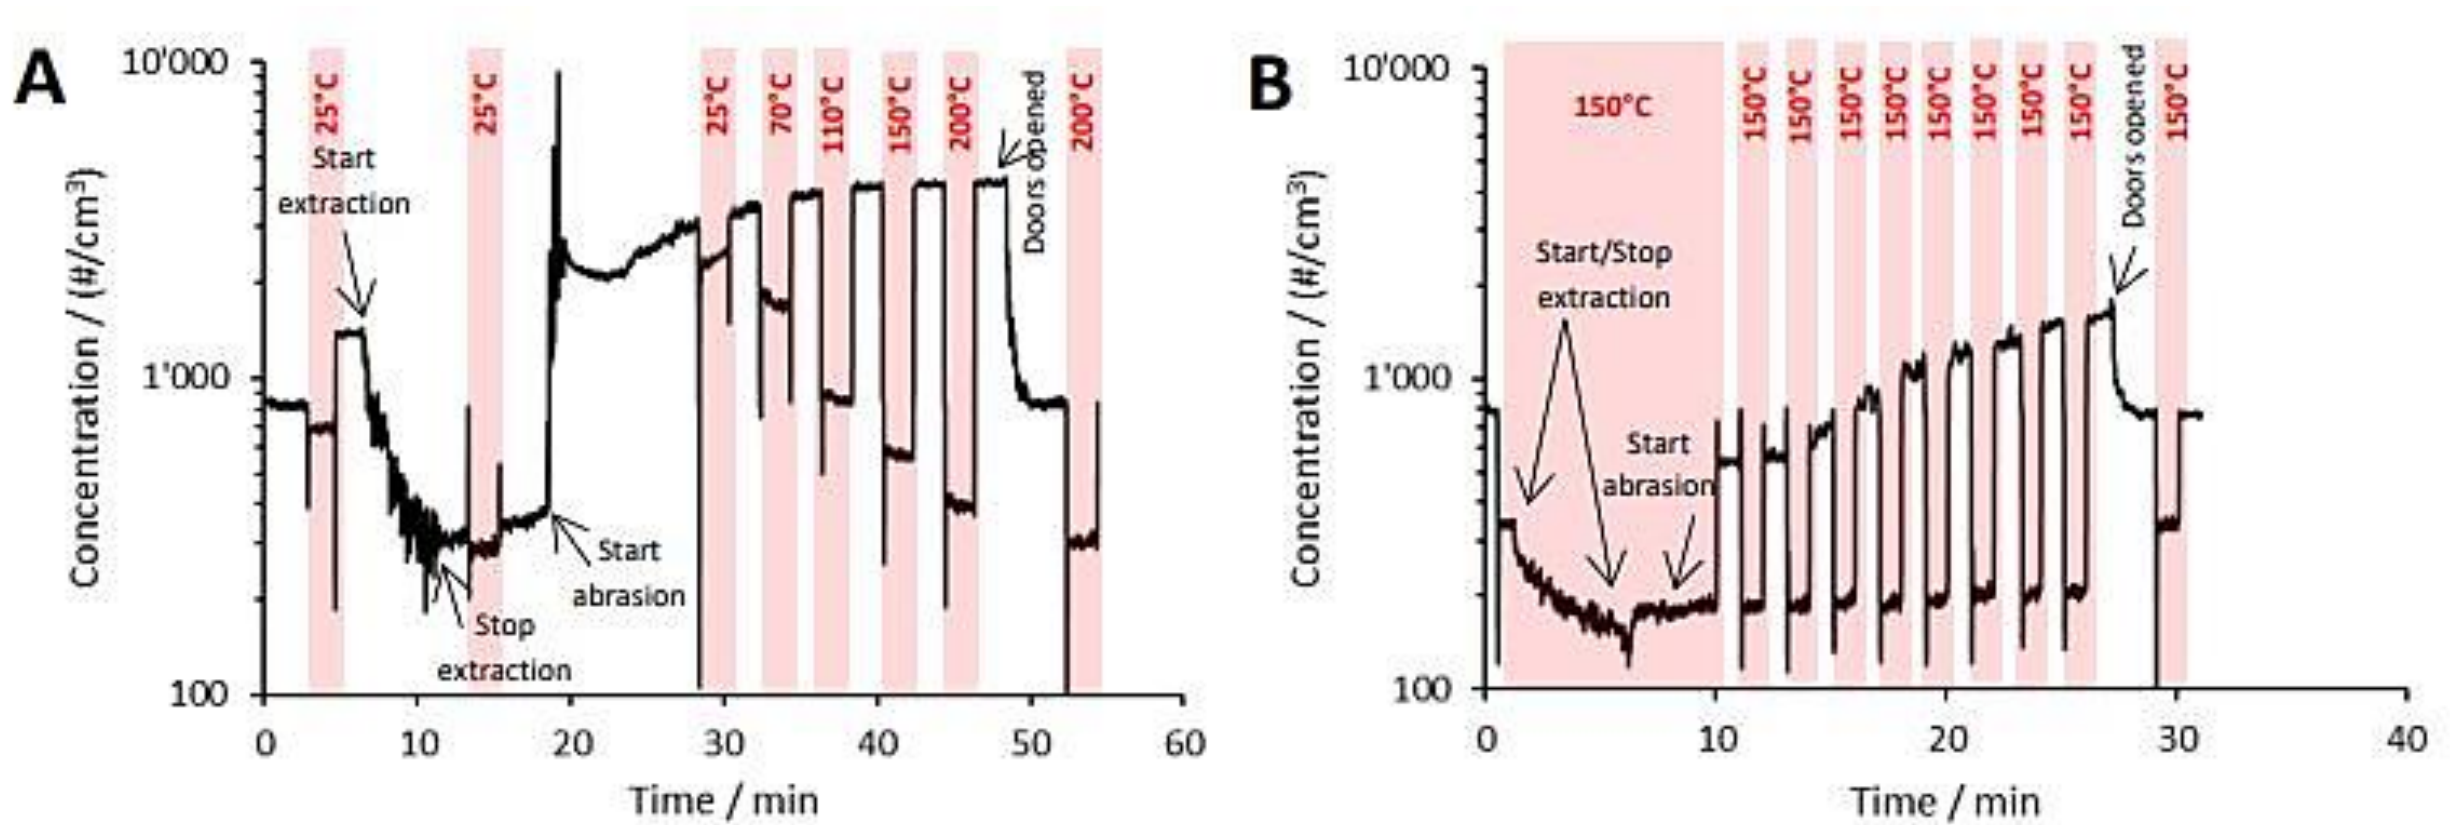 A
10'000
1'000
100
Concentration / (#/cm³)
0
10
20
30
40
50
60
Time / min
25°C
25°C
25°C
70°C
110°C
150°C
200°C
200°C
Start
extraction
Stop
extraction
Start
abrasion
Doors opened
B
10'000
1'000
100
Concentration / (#/cm³)
0
10
20
30
40
Time / min
150°C
150°C
150°C
150°C
150°C
150°C
150°C
150°C
150°C
150°C
Start/Stop
extraction
Start
abrasion
Doors opened